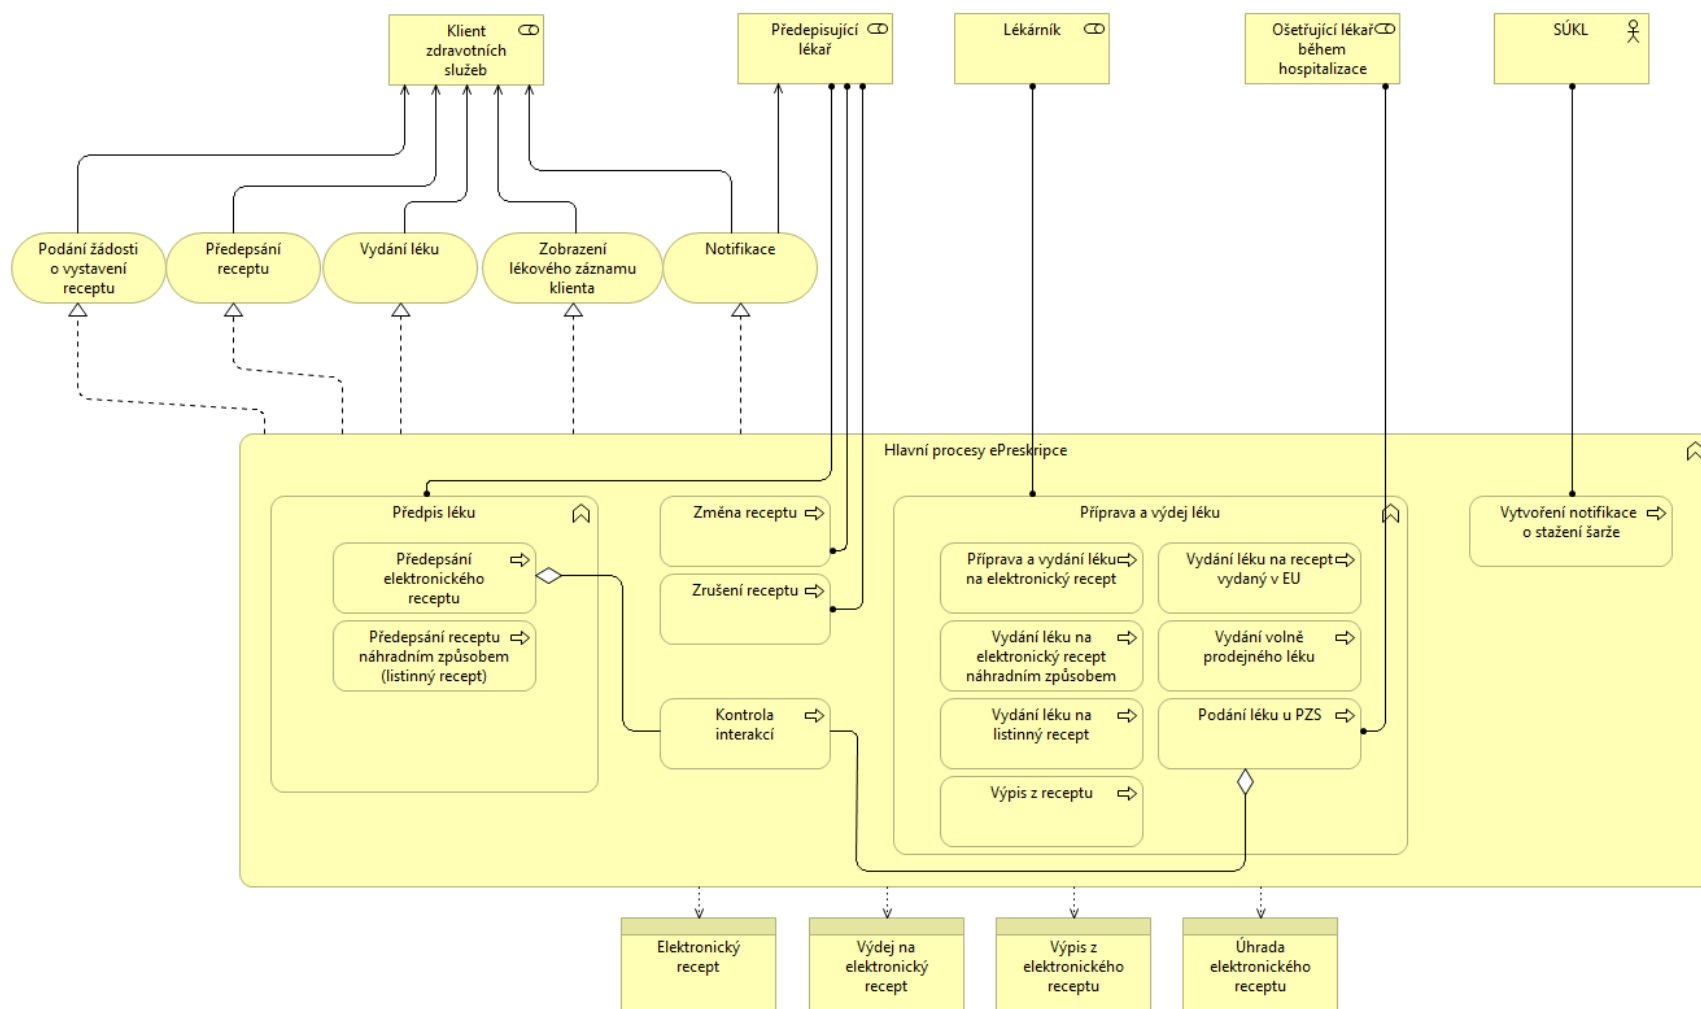 Klient
zdravotních
služeb
Předepisující
lékař
Lékárník
Ošetřující lékař
během
hospitalizace
SÚKL
Podání žádosti
o vystavení
receptu
Předepsání
receptu
Vydání léku
Zobrazení
lékového záznamu
klienta
Notifikace
Hlavní procesy ePreskripce
Předpis léku
Předepsání
elektronického
receptu
Předepsání receptu
náhradním způsobem
(listinný recept)
Změna receptu
Zrušení receptu
Kontrola
interakcí
Příprava a výdej léku
Příprava a vydání léku
na elektronický recept
Vydání léku na recept
vydaný v EU
Vydání léku na
elektronický recept
náhradním způsobem
Vydání volně
prodejného léku
Vydání léku na
listinný recept
Podání léku u PZS
Výpis z receptu
Vytvoření notifikace
o stažení šarže
Elektronický
recept
Výdej na
elektronický
recept
Výpis z
elektronického
receptu
Úhrada
elektronického
receptu